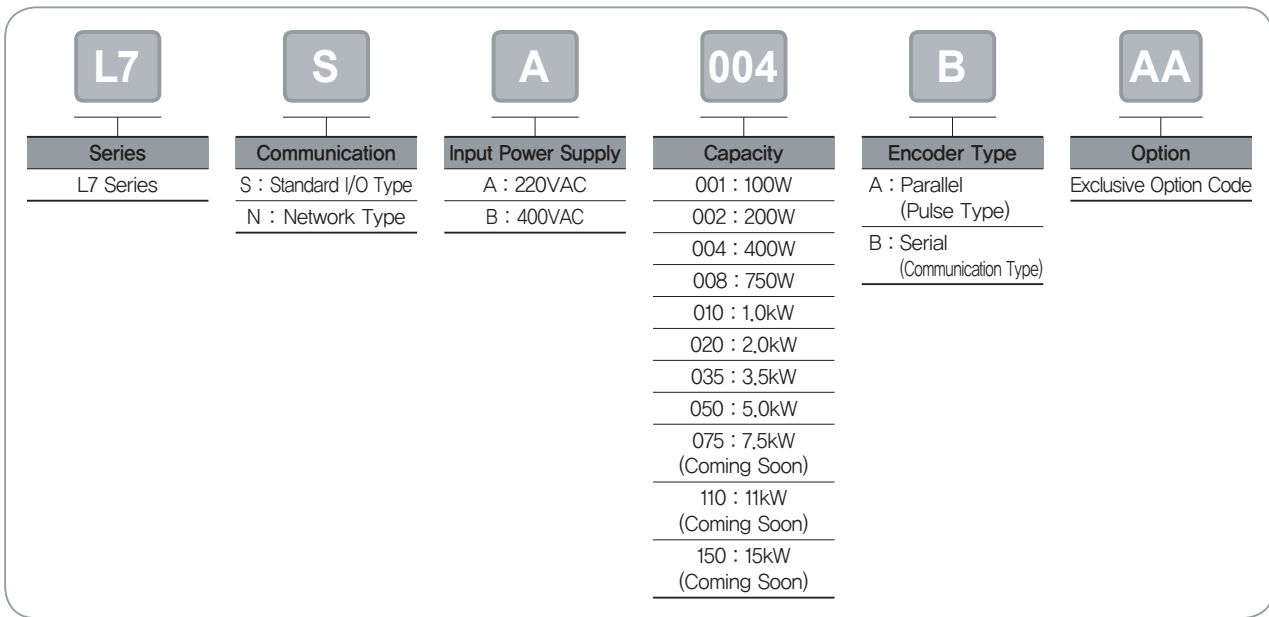 L7 S A 004 B AA
Series Communication Input Power Supply Capacity Encoder Type Option
L7 Series
S : Standard I/O Type
N : Network Type
A : 220VAC
B : 400VAC
001 : 100W
002 : 200W
004 : 400W
008 : 750W
010 : 1.0kW
020 : 2.0kW
035 : 3.5kW
050 : 5.0kW
075 : 7.5kW
(Coming Soon)
110 : 11kW
(Coming Soon)
150 : 15kW
(Coming Soon)
A : Parallel
(Pulse Type)
B : Serial
(Communication Type)
Exclusive Option Code